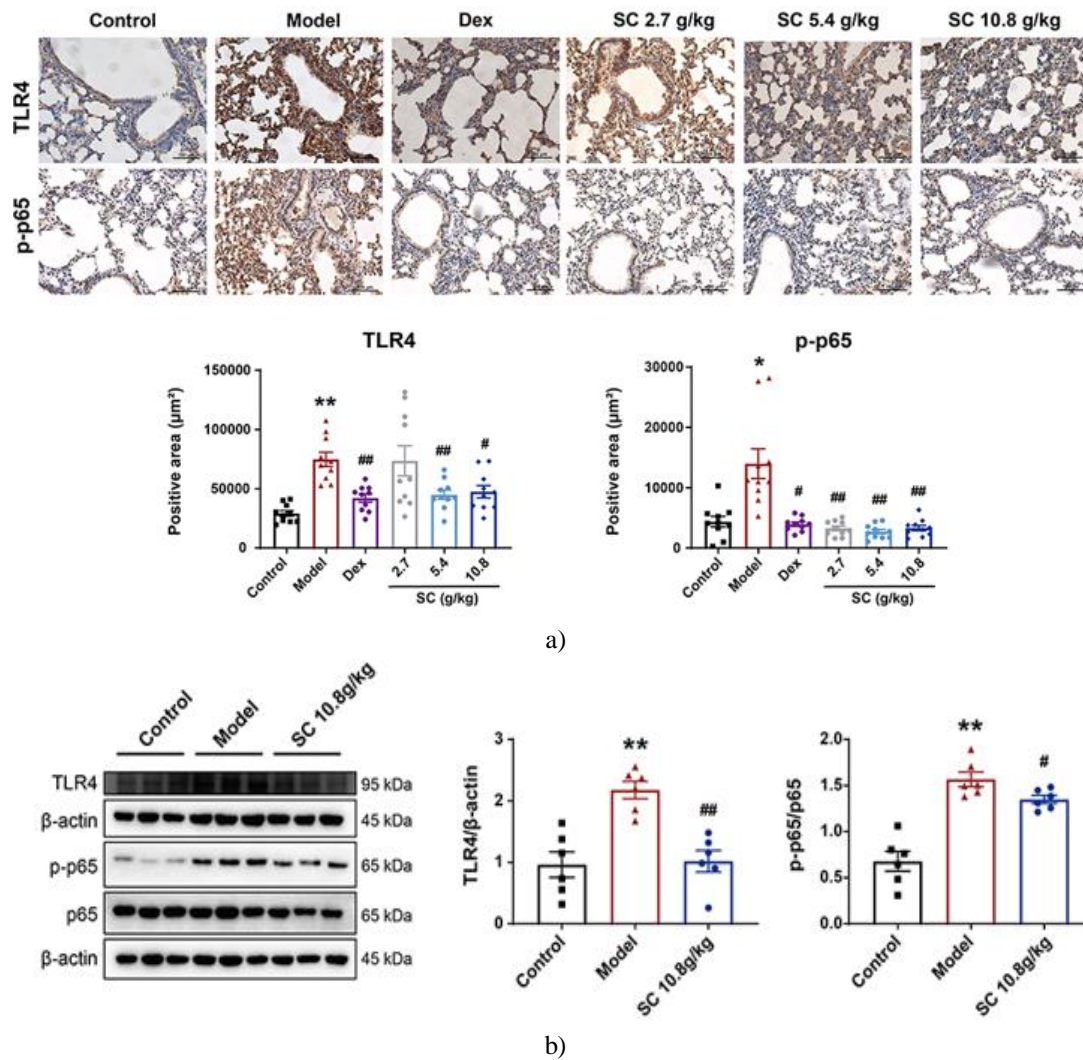 Control Model Dex SC 2.7 g/kg SC 5.4 g/kg SC 10.8 g/kg
TLR4
p-p65
TLR4
Positive area (µm²)
150000
100000
50000
0
**
##
##
#
Control Model Dex 2.7 5.4 10.8
SC (g/kg)
p-p65
Positive area (µm²)
30000
20000
10000
0
*
#
##
##
##
Control Model Dex 2.7 5.4 10.8
SC (g/kg)
a)
Control Model SC 10.8g/kg
TLR4 95 kDa
β-actin 45 kDa
p-p65 65 kDa
p65 65 kDa
β-actin 45 kDa
TLR4/β-actin
3
2
1
0
**
##
Control Model SC 10.8g/kg
p-p65/p65
2.0
1.5
1.0
0.5
0.0
**
#
Control Model SC 10.8g/kg
b)